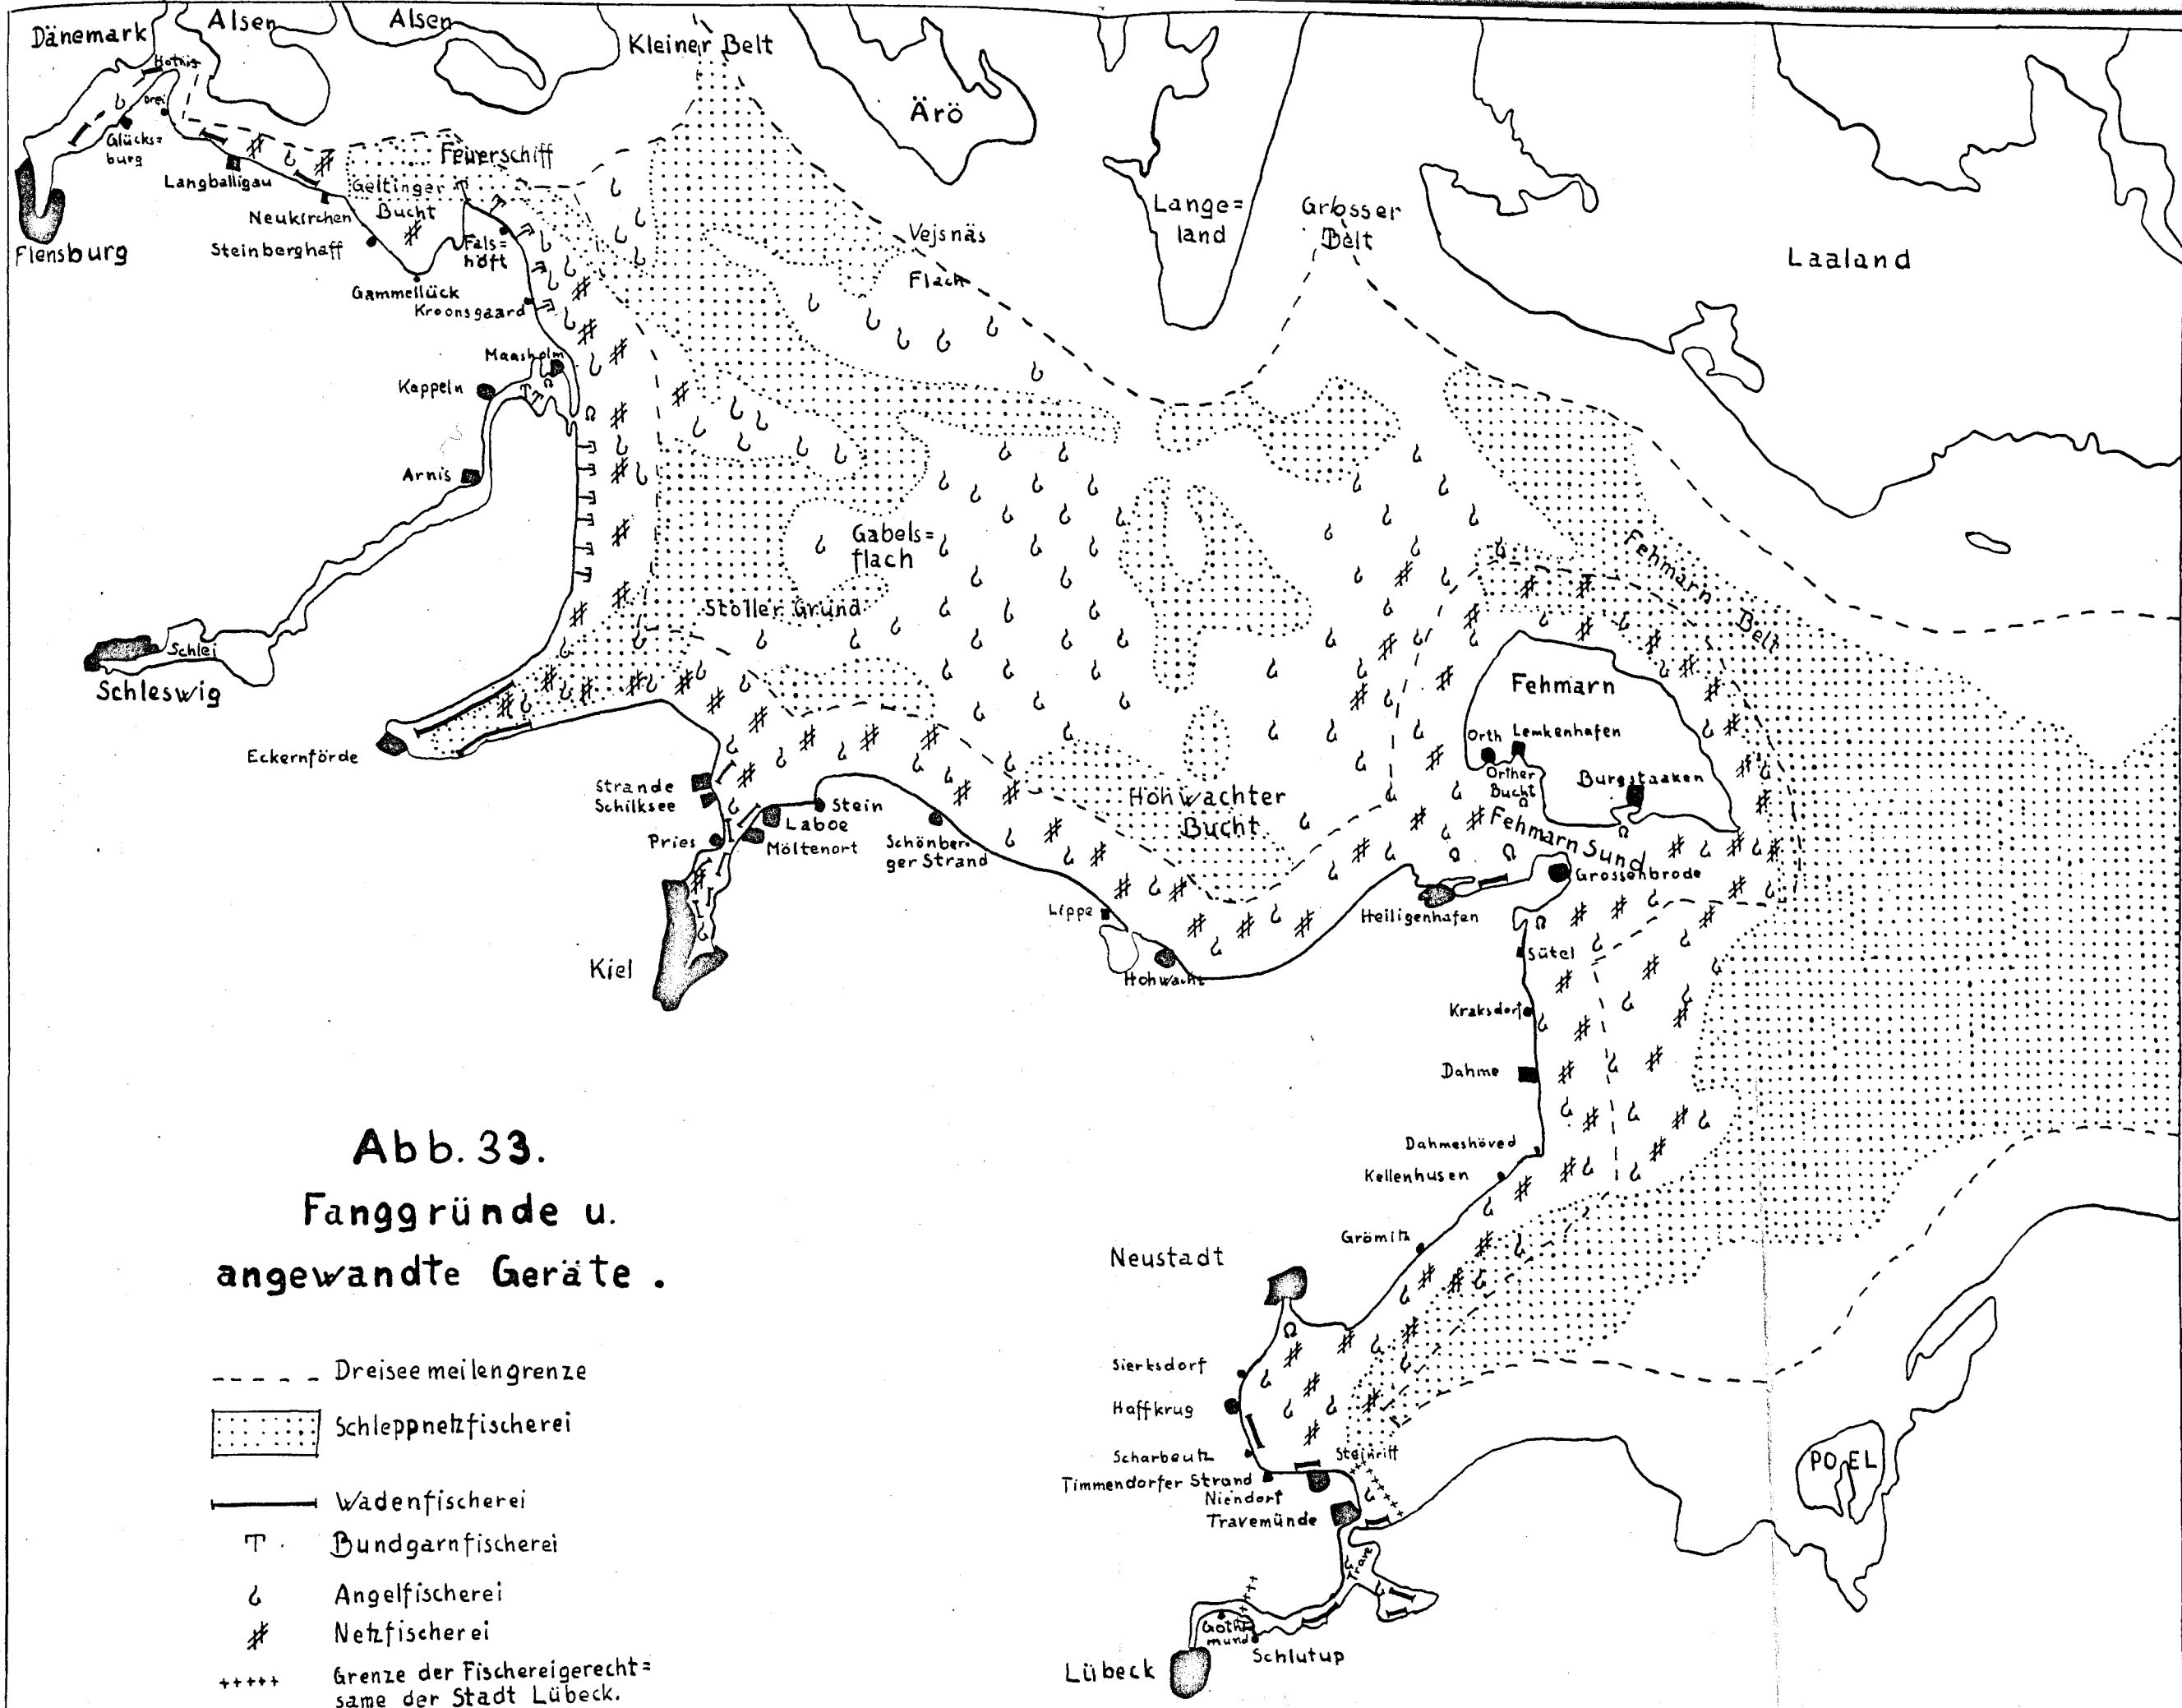 Dänemark
Alsen
Alsen
Kleiner Belt
Ärö
Lange=
land
Grosser
Belt
Laaland
Glücks=
burg
Flensburg
Langballigau
Neukirchen
Steinberghaff
Gammellück
Kroonsgaard
Feuerschiff
Geltinger
Bucht
Fals=
höft
Vejsnäs
Flach
Maasholm
Kappeln
Arnis
Schlei
Schleswig
Eckernförde
Gabels=
flach
Stoller Grund
Fehmarn Belt
Fehmarn
Orth
Lemkenhafen
Orther
Bucht
Burgstaaken
Fehmarn Sund
Grossenbrode
Heiligenhafen
Strande
Schilksee
Pries
Stein
Laboe
Möltenort
Schönber=
ger Strand
Hohwachter
Bucht
Kiel
Lippe
Hohwacht
Sütel
Kraksdorf
Dahme
Dahmeshöved
Kellenhusen
Grömitz
Neustadt
Sierksdorf
Haffkrug
Scharbeutz
Timmendorfer Strand
Niendorf
Travemünde
Steinriff
Trave
Goth
mund
Schlutup
Lübeck
POEL
Abb. 33.
Fanggründe u.
angewandte Geräte.
Dreiseemeilengrenze
Schleppnetzfischerei
Wadenfischerei
Bundgarnfischerei
Angelfischerei
Netzfischerei
Grenze der Fischereigerecht=
same der Stadt Lübeck.